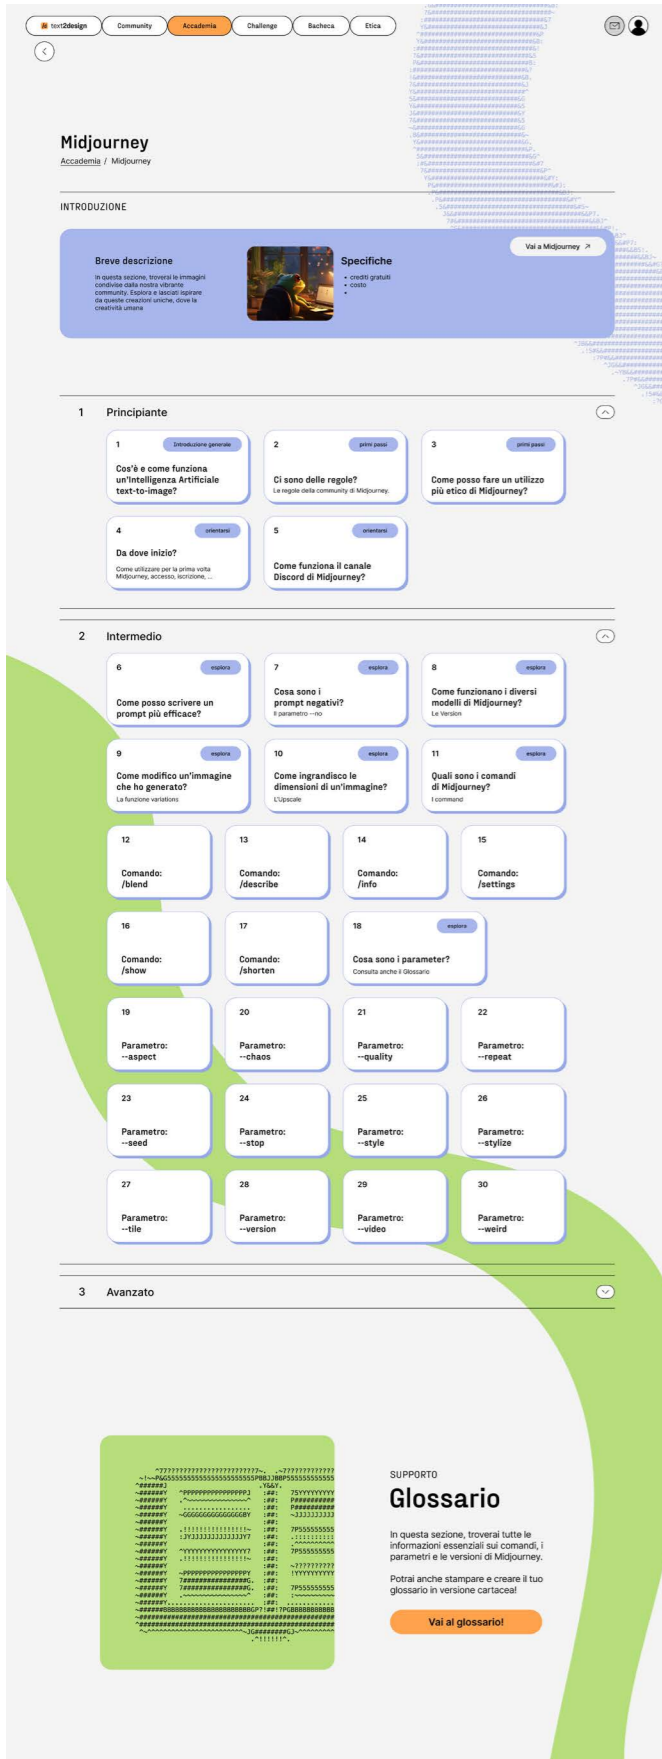 text2design
Community
Accademia
Challenge
Bacheca
Etica
Midjourney
Accademia / Midjourney
INTRODUZIONE
Vai a Midjourney ↗
Breve descrizione
In questa sezione, troverai le immagini
condivise dalla nostra vibrante
community. Esplora e lasciati ispirare
da queste creazioni uniche, dove la
creatività umana
Specifiche
• crediti gratuiti
• costo
•
1 Principiante
1 Introduzione generale
Cos'è e come funziona
un'Intelligenza Artificiale
text-to-image?
2 primi passi
Ci sono delle regole?
Le regole della community di Midjourney.
3 primi passi
Come posso fare un utilizzo
più etico di Midjourney?
4 orientarsi
Da dove inizio?
Come utilizzare per la prima volta
Midjourney, accesso, iscrizione, ...
5 orientarsi
Come funziona il canale
Discord di Midjourney?
2 Intermedio
6 esplora
Come posso scrivere un
prompt più efficace?
7 esplora
Cosa sono i
prompt negativi?
Il parametro --no
8 esplora
Come funzionano i diversi
modelli di Midjourney?
Le Version
9 esplora
Come modifico un'immagine
che ho generato?
La funzione variations
10 esplora
Come ingrandisco le
dimensioni di un'immagine?
L'Upscale
11 esplora
Quali sono i comandi
di Midjourney?
I command
12
Comando:
/blend
13
Comando:
/describe
14
Comando:
/info
15
Comando:
/settings
16
Comando:
/show
17
Comando:
/shorten
18 esplora
Cosa sono i parameter?
Consulta anche il Glossario
19
Parametro:
--aspect
20
Parametro:
--chaos
21
Parametro:
--quality
22
Parametro:
--repeat
23
Parametro:
--seed
24
Parametro:
--stop
25
Parametro:
--style
26
Parametro:
--stylize
27
Parametro:
--tile
28
Parametro:
--version
29
Parametro:
--video
30
Parametro:
--weird
3 Avanzato
SUPPORTO
Glossario
In questa sezione, troverai tutte le
informazioni essenziali sui comandi, i
parametri e le versioni di Midjourney.
Potrai anche stampare e creare il tuo
glossario in versione cartacea!
Vai al glossario!